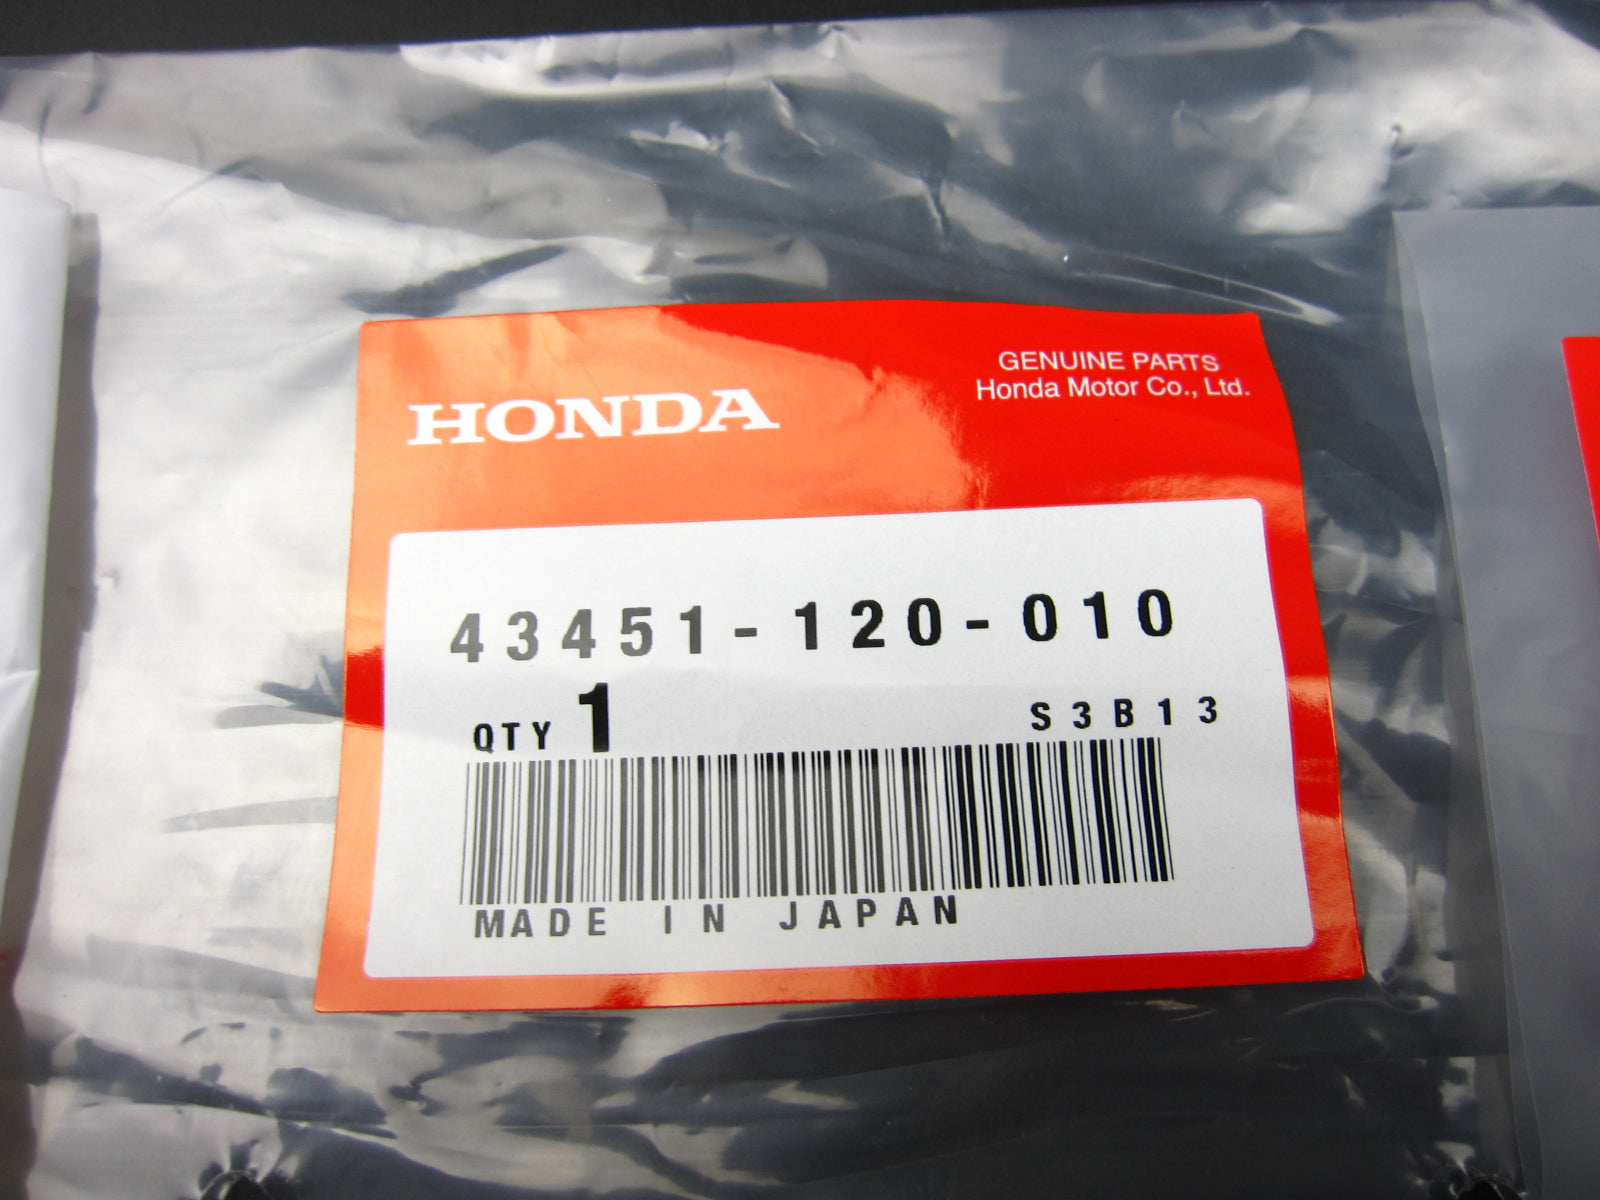 HONDA
GENUINE PARTS
Honda Motor Co., Ltd.
43451-120-010
QTY 1
S3B13
MADE IN JAPAN